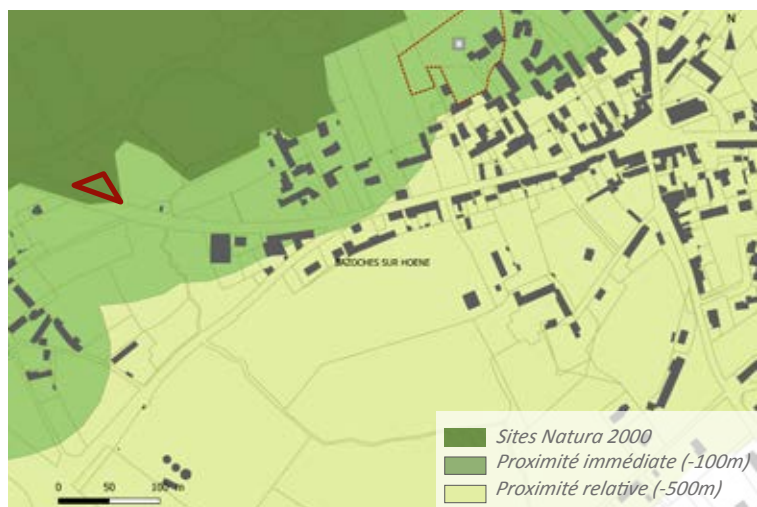 N
BAZOCHES SUR HOENE
Sites Natura 2000
Proximité immédiate (-100m)
Proximité relative (-500m)
0 50 100 m